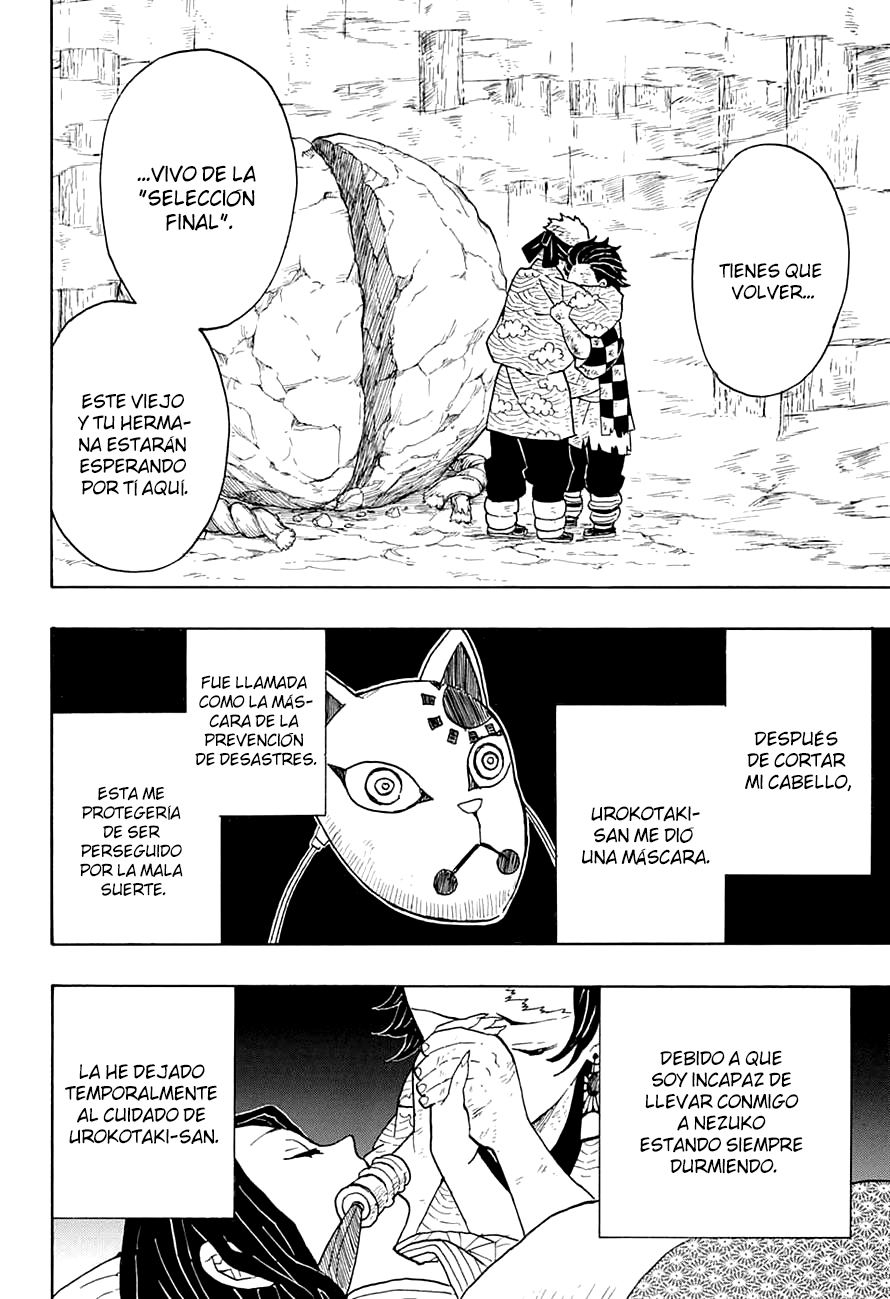 TIENES QUE
VOLVER...
...VIVO DE LA
"SELECCIÓN
FINAL".
ESTE VIEJO
Y TU HERMA-
NA ESTARÁN
ESPERANDO
POR TÍ AQUÍ.
DESPUÉS
DE CORTAR
MI CABELLO,
UROKOTAKI-
SAN ME DIÓ
UNA MÁSCARA.
FUE LLAMADA
COMO LA MÁS-
CARA DE LA
PREVENCIÓN
DE DESASTRES.
ESTA ME
PROTEGERÍA
DE SER
PERSEGUIDO
POR LA MALA
SUERTE.
DEBIDO A QUE
SOY INCAPAZ DE
LLEVAR CONMIGO
A NEZUKO
ESTANDO SIEMPRE
DURMIENDO.
LA HE DEJADO
TEMPORALMENTE
AL CUIDADO DE
UROKOTAKI-SAN.